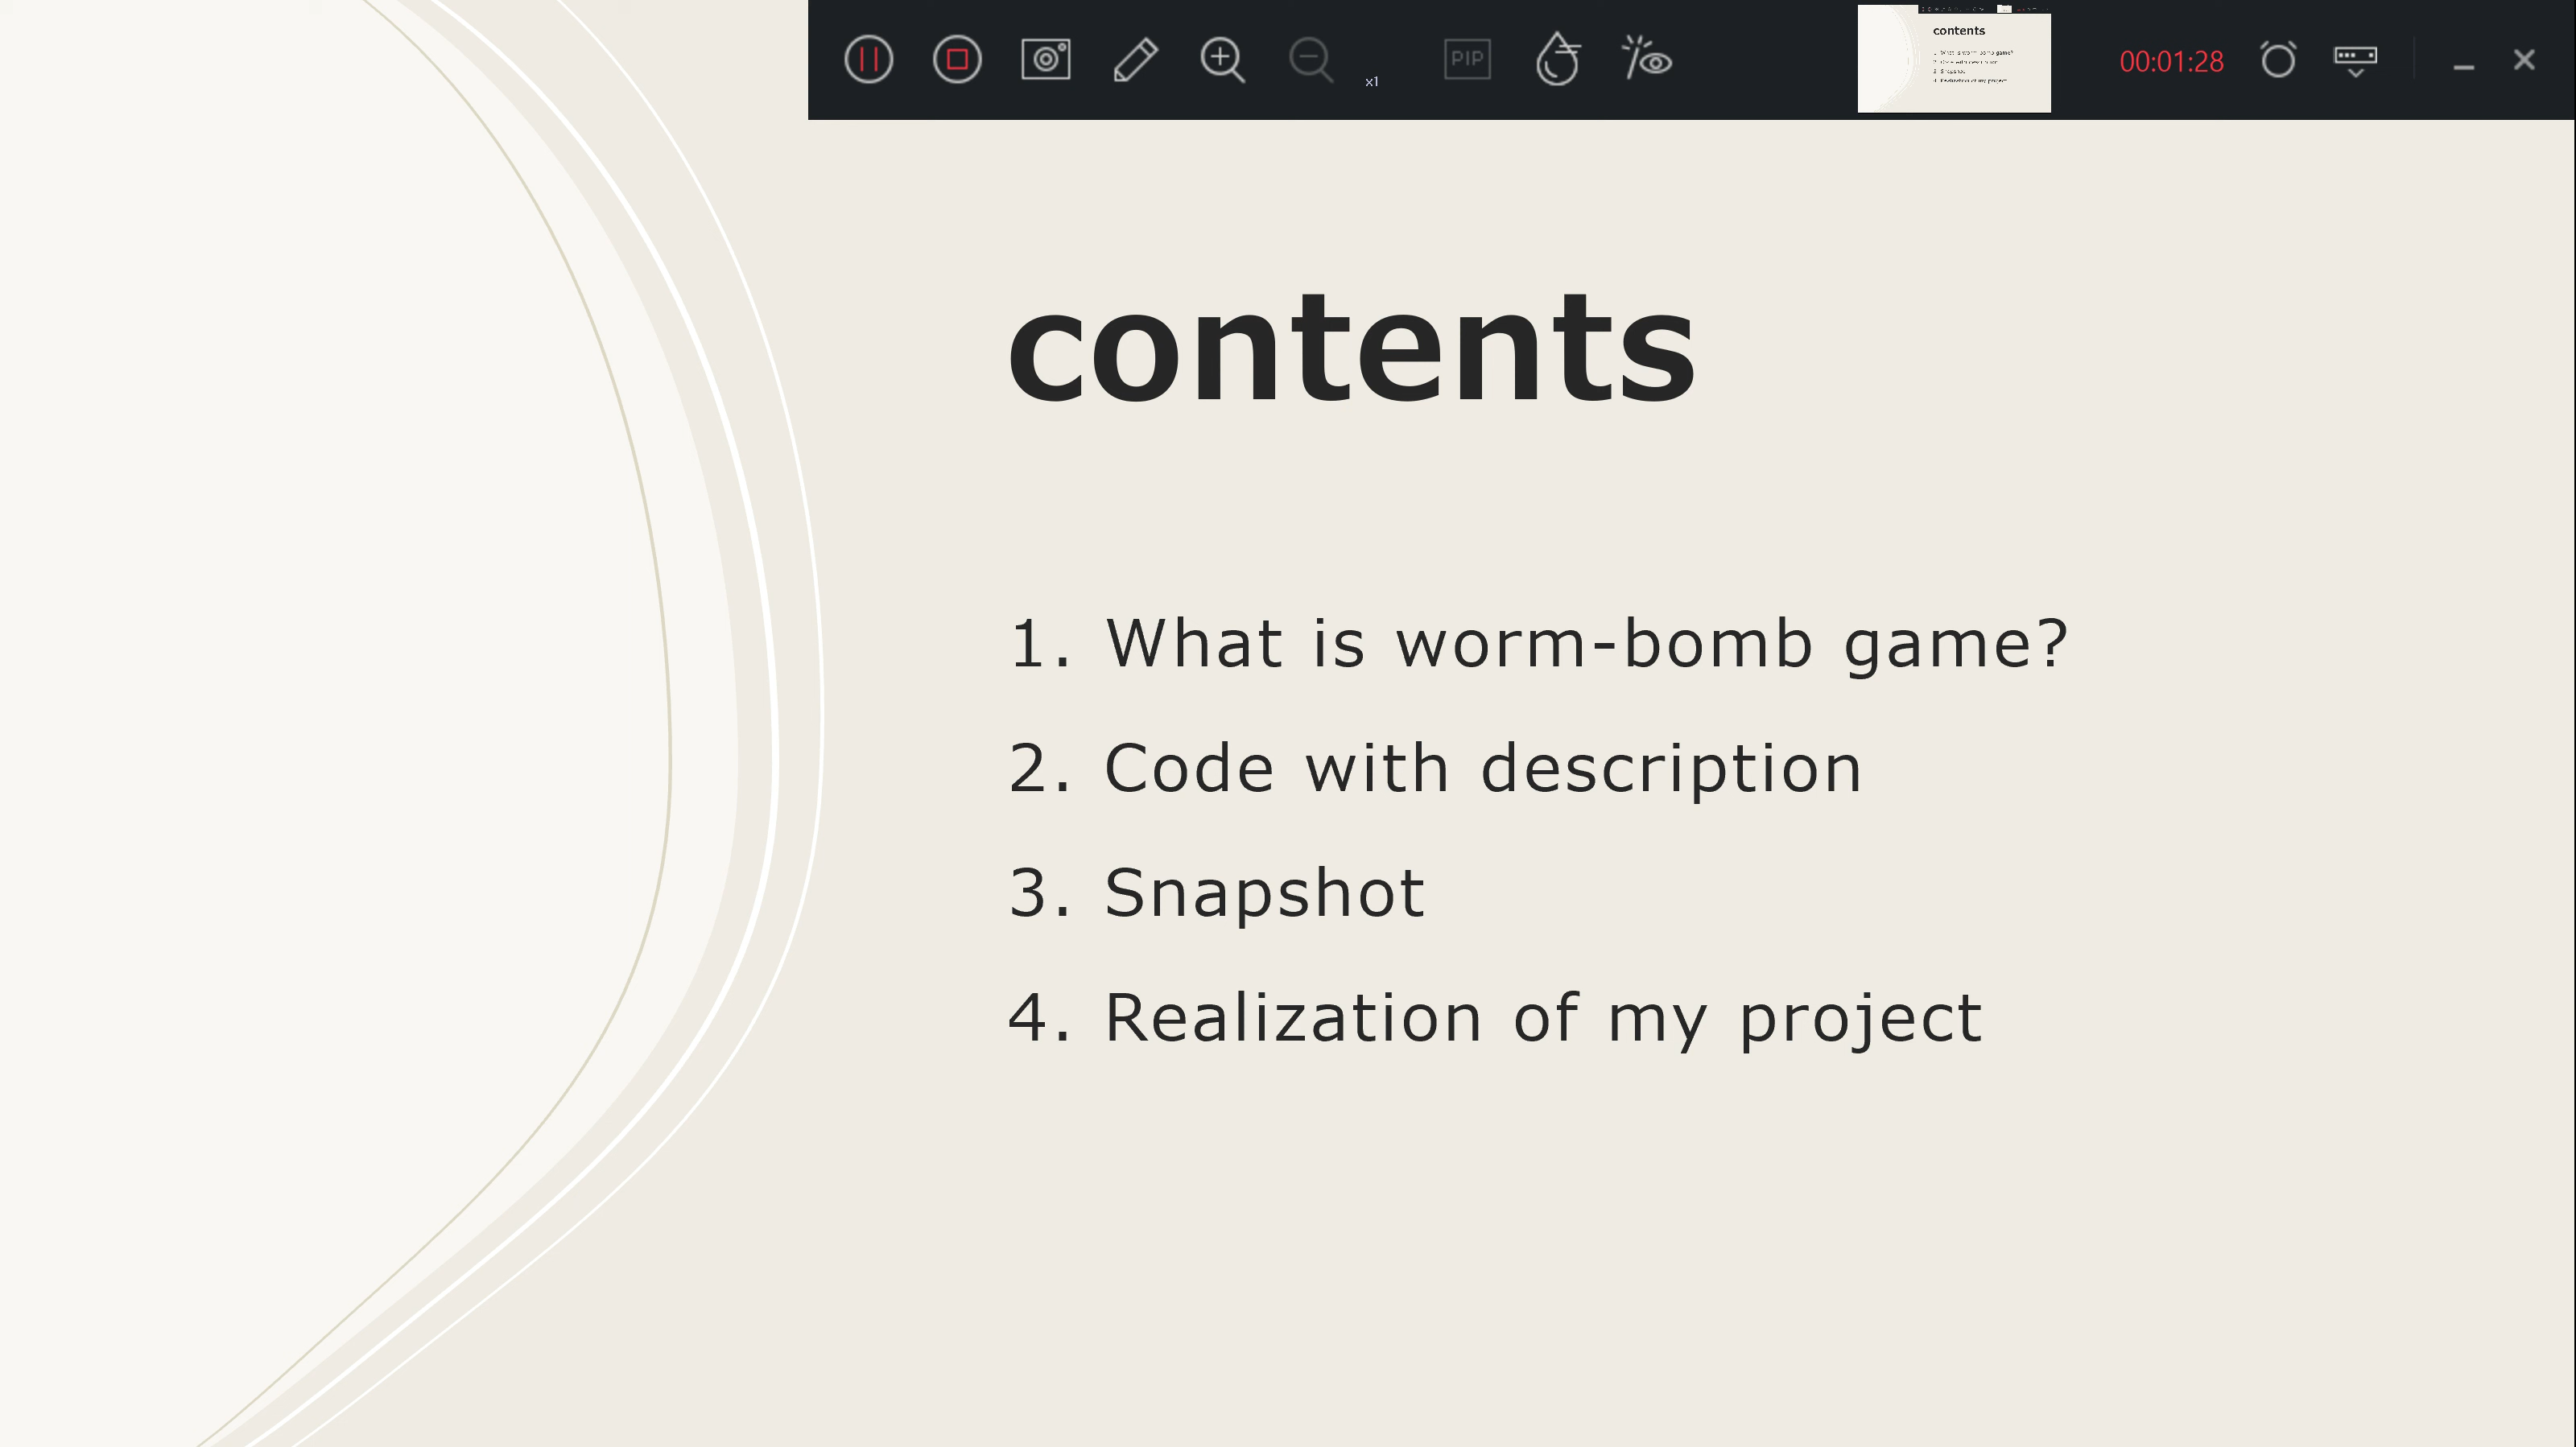 x1
PIP
contents
00:01:28
contents
1. What is worm-bomb game?
2. Code with description
3. Snapshot
4. Realization of my project